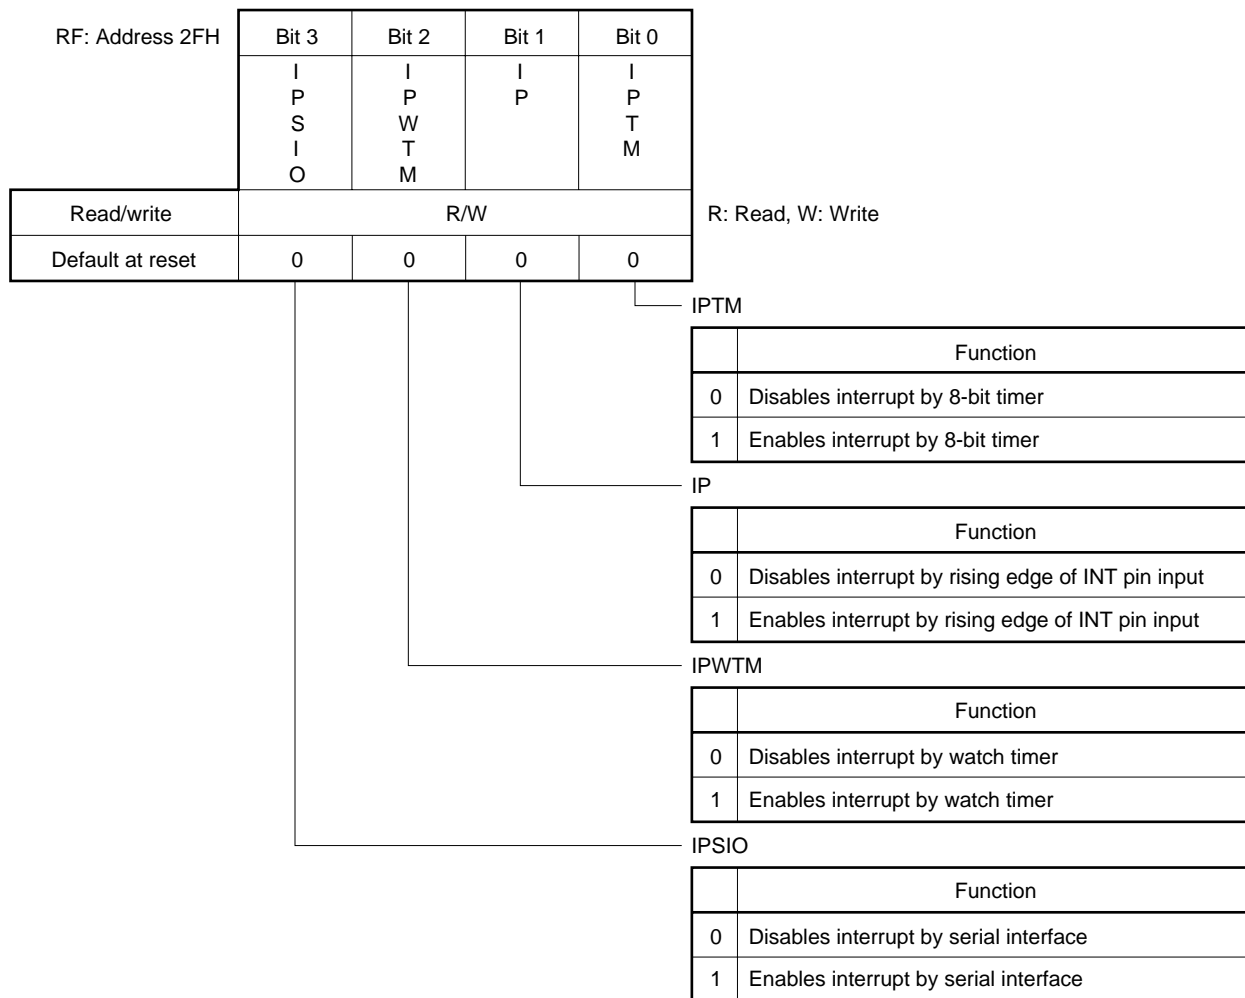 RF: Address 2FH Bit 3 Bit 2 Bit 1 Bit 0
IPSIO IPWTM IP IPTM
Read/write R/W R: Read, W: Write
Default at reset 0 0 0 0
IPTM
Function
0 Disables interrupt by 8-bit timer
1 Enables interrupt by 8-bit timer
IP
Function
0 Disables interrupt by rising edge of INT pin input
1 Enables interrupt by rising edge of INT pin input
IPWTM
Function
0 Disables interrupt by watch timer
1 Enables interrupt by watch timer
IPSIO
Function
0 Disables interrupt by serial interface
1 Enables interrupt by serial interface